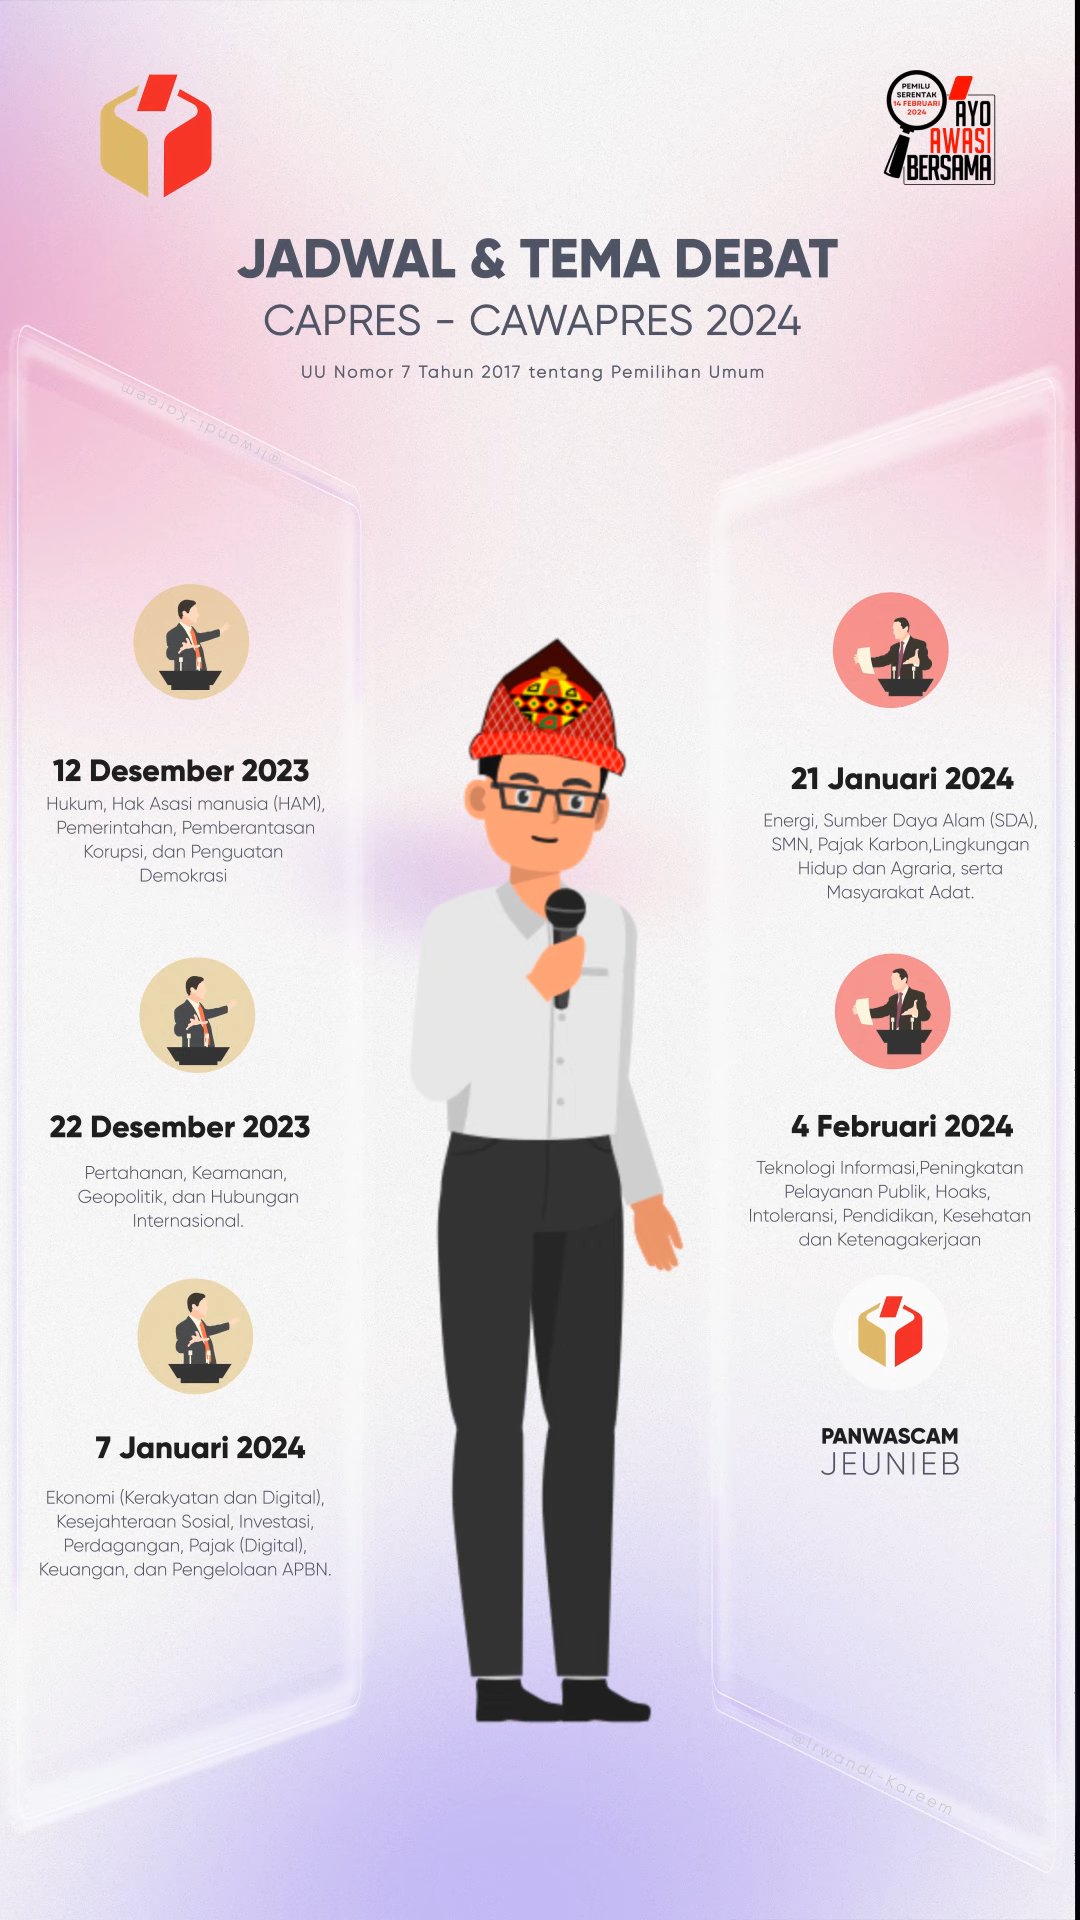 PEMILU
SERENTAK
14 FEBRUARI
2024
AYO
AWASI
BERSAMA
JADWAL & TEMA DEBAT
CAPRES - CAWAPRES 2024
UU Nomor 7 Tahun 2017 tentang Pemilihan Umum
@Irwandi-Kareem
12 Desember 2023
Hukum, Hak Asasi manusia (HAM),
Pemerintahan, Pemberantasan
Korupsi, dan Penguatan
Demokrasi
22 Desember 2023
Pertahanan, Keamanan,
Geopolitik, dan Hubungan
Internasional.
7 Januari 2024
Ekonomi (Kerakyatan dan Digital),
Kesejahteraan Sosial, Investasi,
Perdagangan, Pajak (Digital),
Keuangan, dan Pengelolaan APBN.
21 Januari 2024
Energi, Sumber Daya Alam (SDA),
SMN, Pajak Karbon,Lingkungan
Hidup dan Agraria, serta
Masyarakat Adat.
4 Februari 2024
Teknologi Informasi,Peningkatan
Pelayanan Publik, Hoaks,
Intoleransi, Pendidikan, Kesehatan
dan Ketenagakerjaan
PANWASCAM
JEUNIEB
@Irwandi-Kareem